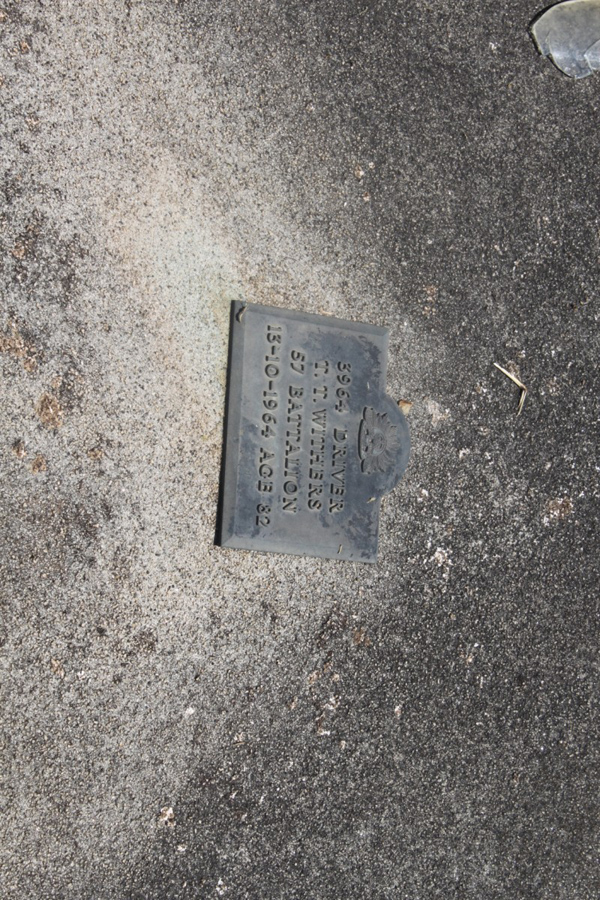 3964 DRIVER
T. T. WITHERS
57 BATTALION
13-10-1964 AGE 82